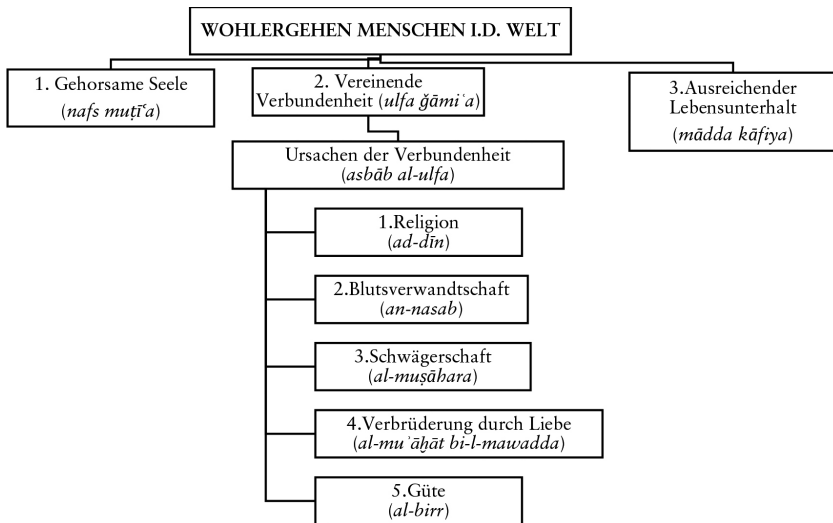 WOHLERGEHEN MENSCHEN I.D. WELT
1. Gehorsame Seele
(nafs muṭīʿa)
2. Vereinende
Verbundenheit (ulfa ǧāmiʿa)
3.Ausreichender
Lebensunterhalt
(mādda kāfiya)
Ursachen der Verbundenheit
(asbāb al-ulfa)
1.Religion
(ad-dīn)
2.Blutsverwandtschaft
(an-nasab)
3.Schwägerschaft
(al-muṣāhara)
4.Verbrüderung durch Liebe
(al-muʾāḫāt bi-l-mawadda)
5.Güte
(al-birr)